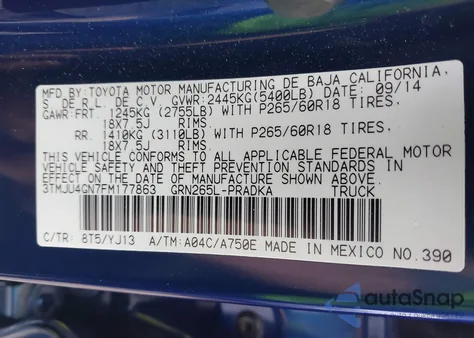 MFD.BY:TOYOTA MOTOR MANUFACTURING DE BAJA CALIFORNIA,
S. DE R.L. DE C.V. GVWR:2445KG(5400LB) DATE: 09/14
GAWR:FRT. 1245KG (2755LB) WITH P265/60R18 TIRES,
18X7.5J RIMS
RR. 1410KG (3110LB) WITH P265/60R18 TIRES,
18X7.5J RIMS
THIS VEHICLE CONFORMS TO ALL APPLICABLE FEDERAL MOTOR
VEHICLE SAFETY STANDARDS IN EFFECT ON THE
DATE OF MANUFACTURE SHOWN ABOVE.
3TMJU4GN7FM177863 GRN265L-PRADKA TRUCK
C/TR: 8T5/YJ13 A/TM:A04C/A750E MADE IN MEXICO NO.390
autoSnap